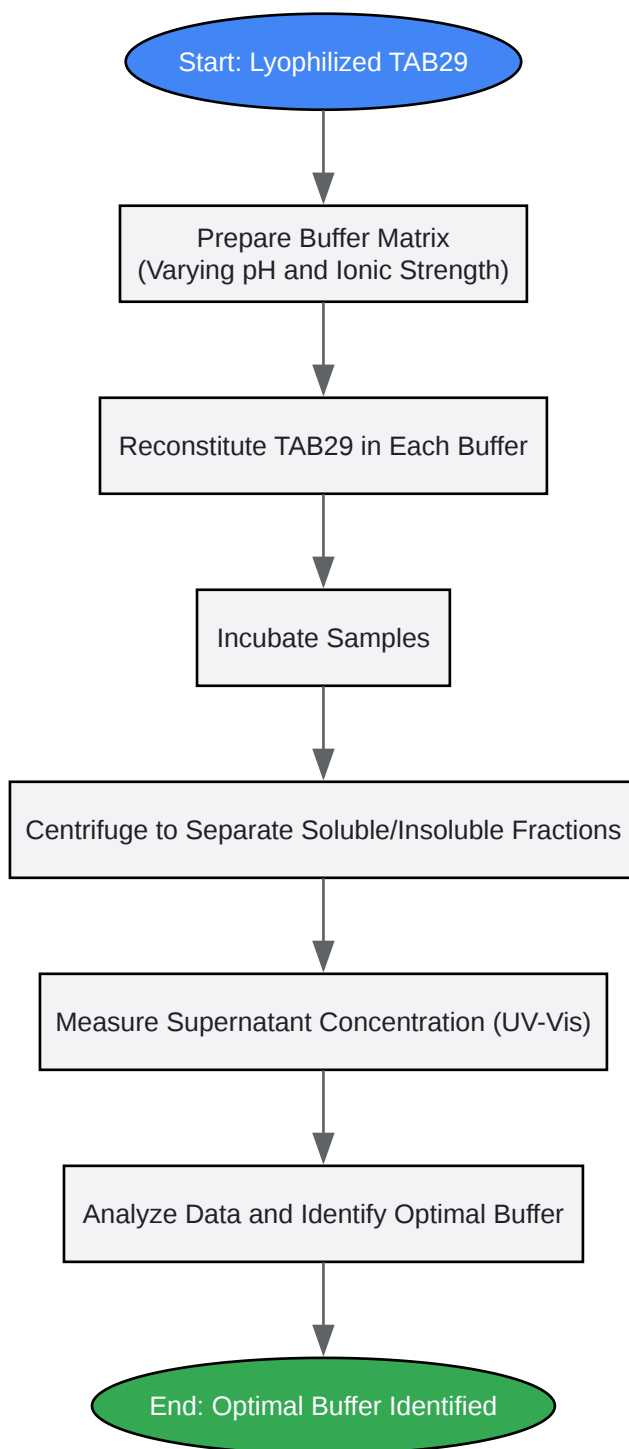 Start: Lyophilized TAB29
Prepare Buffer Matrix
(Varying pH and Ionic Strength)
Reconstitute TAB29 in Each Buffer
Incubate Samples
Centrifuge to Separate Soluble/Insoluble Fractions
Measure Supernatant Concentration (UV-Vis)
Analyze Data and Identify Optimal Buffer
End: Optimal Buffer Identified